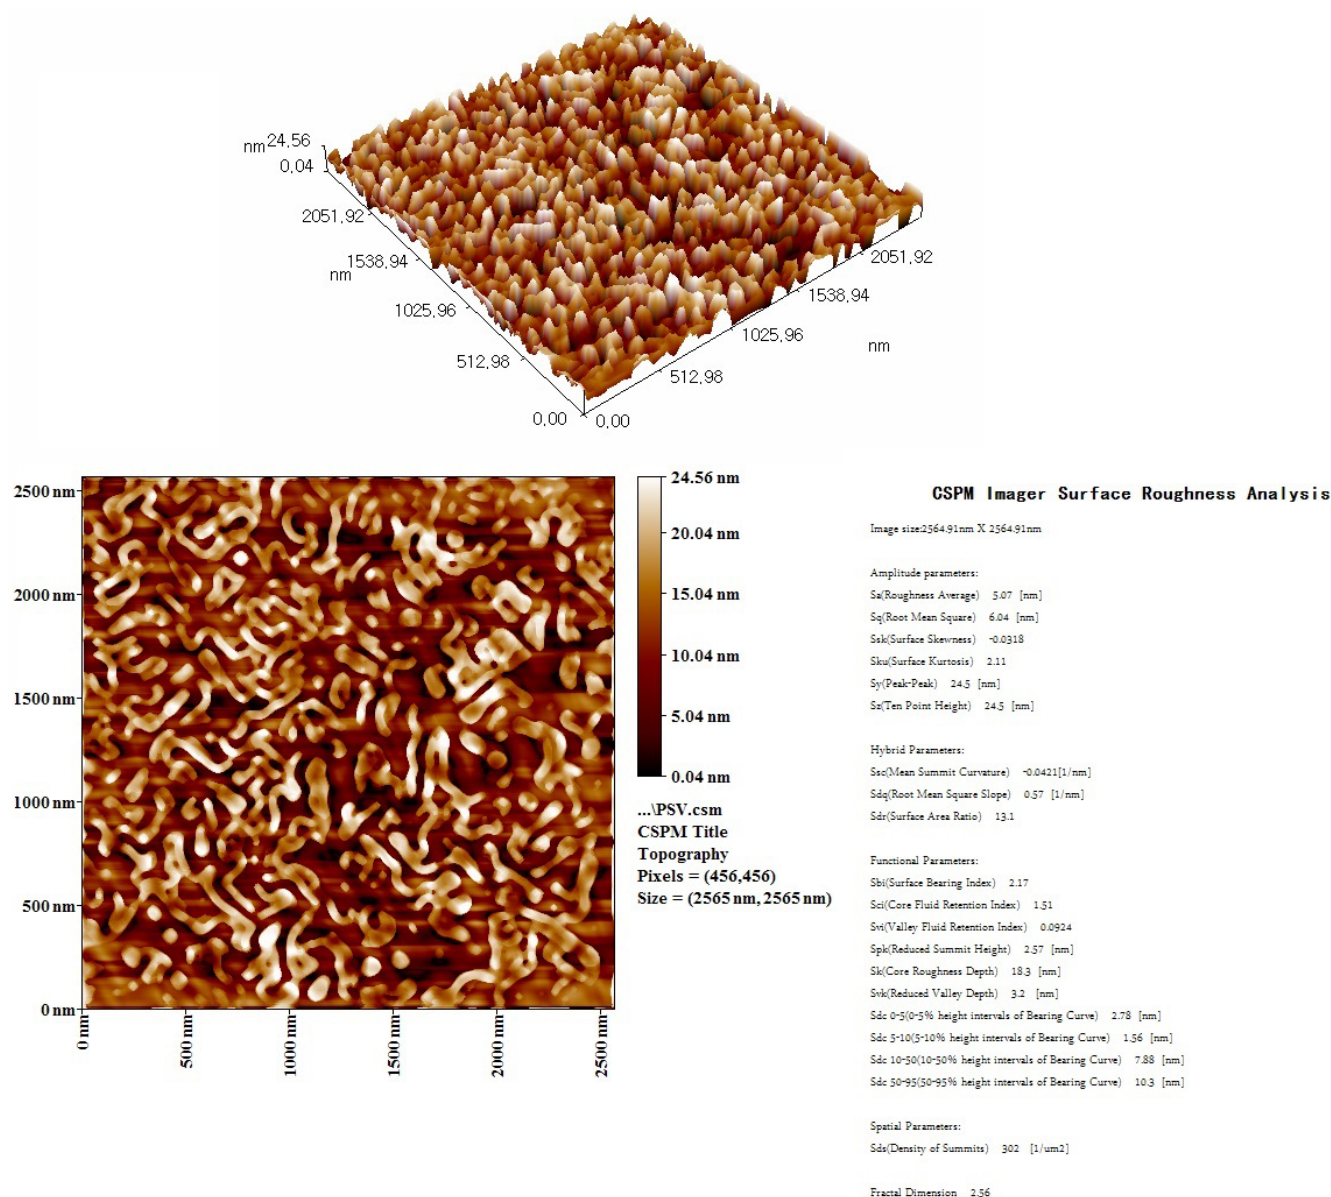 nm 24,56
0,04
2051,92
1538,94
nm
1025,96
512,98
0,00
0,00
512,98
1025,96
1538,94
2051,92
nm
2500 nm
2000 nm
1500 nm
1000 nm
500 nm
0 nm
0 nm
500 nm
1000 nm
1500 nm
2000 nm
2500 nm
24.56 nm
20.04 nm
15.04 nm
10.04 nm
5.04 nm
0.04 nm
...\PSV.csm
CSPM Title
Topography
Pixels = (456,456)
Size = (2565 nm, 2565 nm)
CSPM Imager Surface Roughness Analysis
Image size:2564.91nm X 2564.91nm
Amplitude parameters:
Sa(Roughness Average) 5.07 [nm]
Sq(Root Mean Square) 6.04 [nm]
Ssk(Surface Skewness) -0.0318
Sku(Surface Kurtosis) 2.11
Sy(Peak-Peak) 24.5 [nm]
Sz(Ten Point Height) 24.5 [nm]
Hybrid Parameters:
Ssc(Mean Summit Curvature) -0.0421[1/nm]
Sdq(Root Mean Square Slope) 0.57 [1/nm]
Sdr(Surface Area Ratio) 13.1
Functional Parameters:
Sbi(Surface Bearing Index) 2.17
Sci(Core Fluid Retention Index) 1.51
Svi(Valley Fluid Retention Index) 0.0924
Spk(Reduced Summit Height) 2.57 [nm]
Sk(Core Roughness Depth) 18.3 [nm]
Svk(Reduced Valley Depth) 3.2 [nm]
Sdc 0-5(0-5% height intervals of Bearing Curve) 2.78 [nm]
Sdc 5-10(5-10% height intervals of Bearing Curve) 1.56 [nm]
Sdc 10-50(10-50% height intervals of Bearing Curve) 7.88 [nm]
Sdc 50-95(50-95% height intervals of Bearing Curve) 10.3 [nm]
Spatial Parameters:
Sds(Density of Summits) 302 [1/um2]
Fractal Dimension 2.56